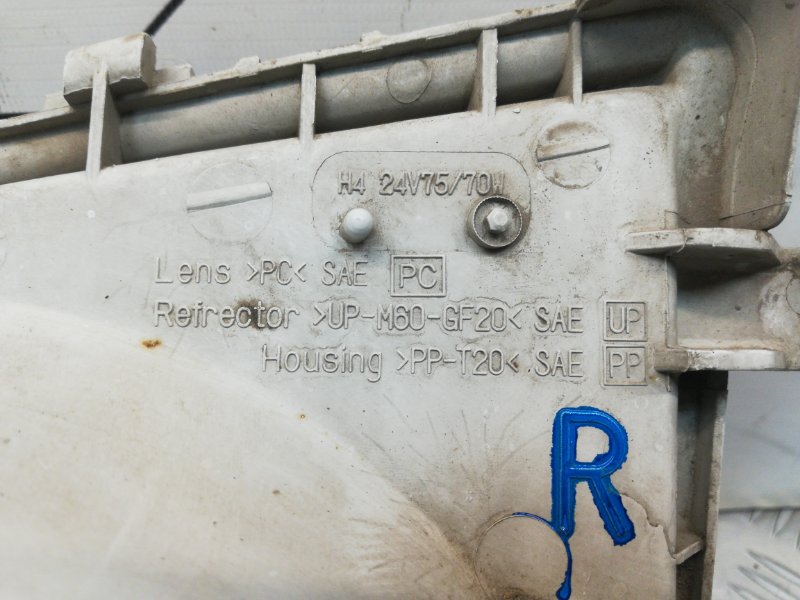 H4 24V75/70W
Lens >PC< SAE PC
Refrector >UP-M60-GF20< SAE UP
Housing >PP-T20< SAE PP
R